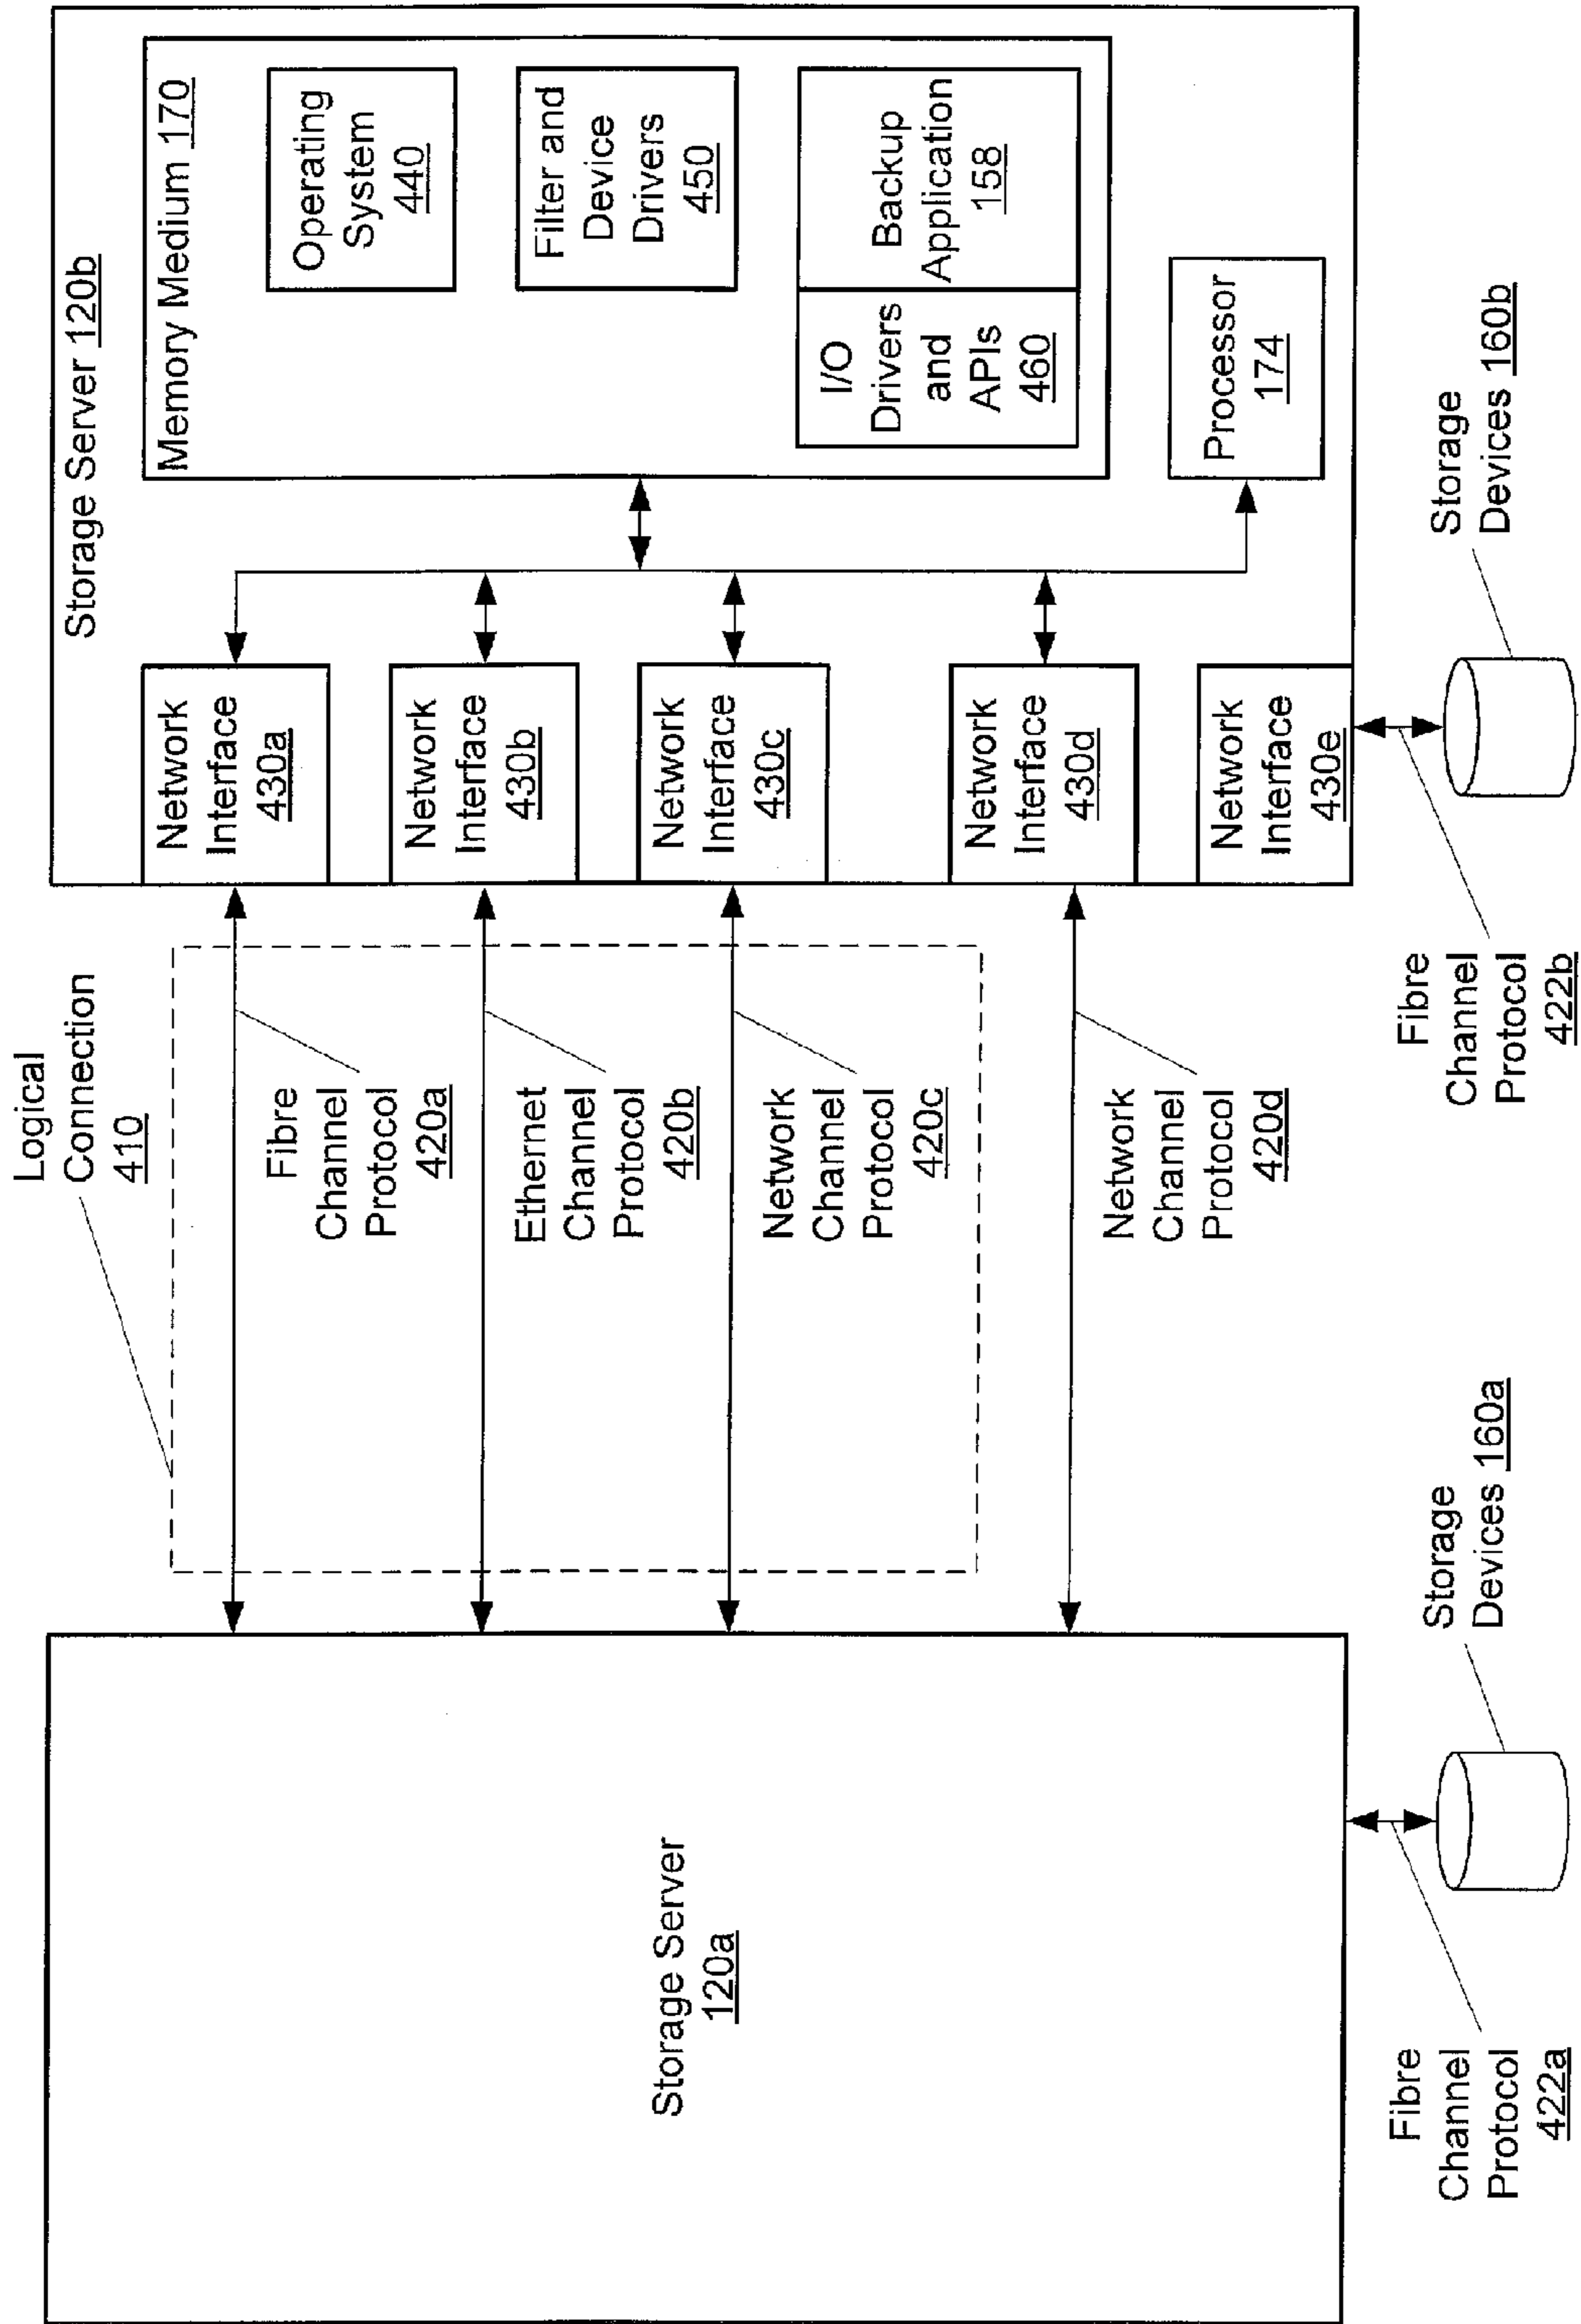 Storage Server
120a
Fibre
Channel
Protocol
422a
Storage
Devices 160a
Logical
Connection
410
Fibre
Channel
Protocol
420a
Ethernet
Channel
Protocol
420b
Network
Channel
Protocol
420c
Network
Channel
Protocol
420d
Storage Server 120b
Network
Interface
430a
Network
Interface
430b
Network
Interface
430c
Network
Interface
430d
Network
Interface
430e
Memory Medium 170
Operating
System
440
Filter and
Device
Drivers
450
I/O
Drivers
and
APIs
460
Backup
Application
158
Processor
174
Fibre
Channel
Protocol
422b
Storage
Devices 160b